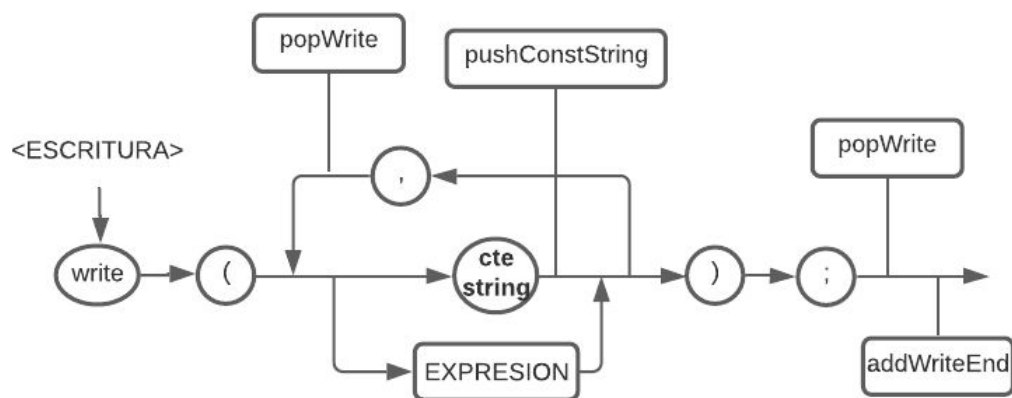 popWrite
pushConstString
popWrite
<ESCRITURA>
,
write
(
cte
string
)
;
EXPRESION
addWriteEnd